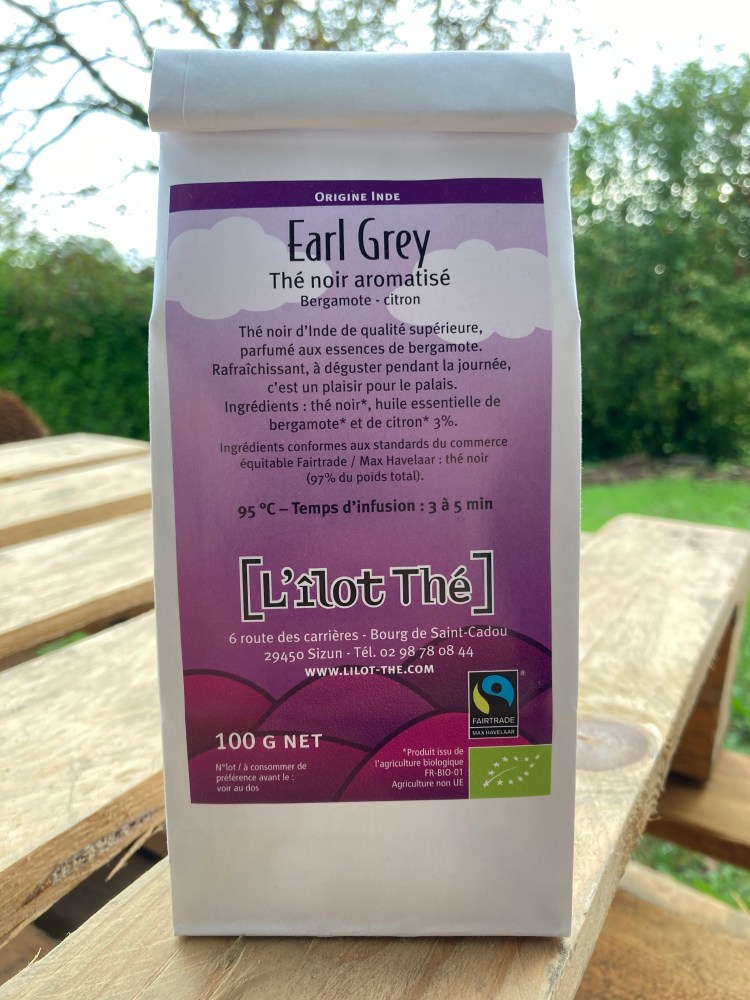 ORIGINE INDE
Earl Grey
Thé noir aromatisé
Bergamote - citron
Thé noir d'Inde de qualité supérieure,
parfumé aux essences de bergamote.
Rafraîchissant, à déguster pendant la journée,
c'est un plaisir pour le palais.
Ingrédients : thé noir*, huile essentielle de
bergamote* et de citron* 3%.
Ingrédients conformes aux standards du commerce
équitable Fairtrade / Max Havelaar : thé noir
(97% du poids total).
95 °C – Temps d'infusion : 3 à 5 min
[L'îlot Thé]
6 route des carrières - Bourg de Saint-Cadou
29450 Sizun - Tél. 02 98 78 08 44
WWW.LILOT-THE.COM
®
FAIRTRADE
MAX HAVELAAR
100 G NET
N°lot / à consommer de
préférence avant le :
voir au dos
*Produit issu de
l'agriculture biologique
FR-BIO-01
Agriculture non UE